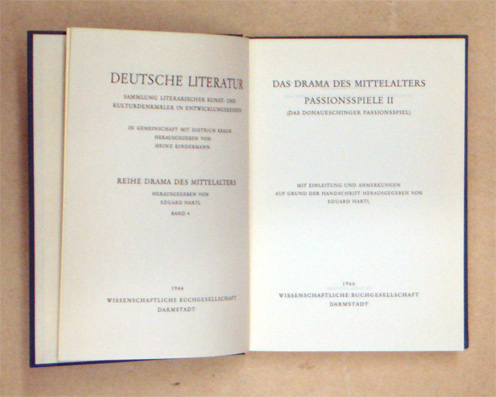 DEUTSCHE LITERATUR
SAMMLUNG LITERARISCHER KUNST- UND
KULTURDENKMÄLER IN ENTWICKLUNGSREIHEN
IN GEMEINSCHAFT MIT DIETRICH KRALIK
HERAUSGEGEBEN VON
HEINZ KINDERMANN
REIHE DRAMA DES MITTELALTERS
HERAUSGEGEBEN VON
EDUARD HARTL
BAND 4
1966
WISSENSCHAFTLICHE BUCHGESELLSCHAFT
DARMSTADT
DAS DRAMA DES MITTELALTERS
PASSIONSSPIELE II
(DAS DONAUESCHINGER PASSIONSSPIEL)
MIT EINLEITUNG UND ANMERKUNGEN
AUF GRUND DER HANDSCHRIFT HERAUSGEGEBEN VON
EDUARD HARTL
1966
WISSENSCHAFTLICHE BUCHGESELLSCHAFT
DARMSTADT